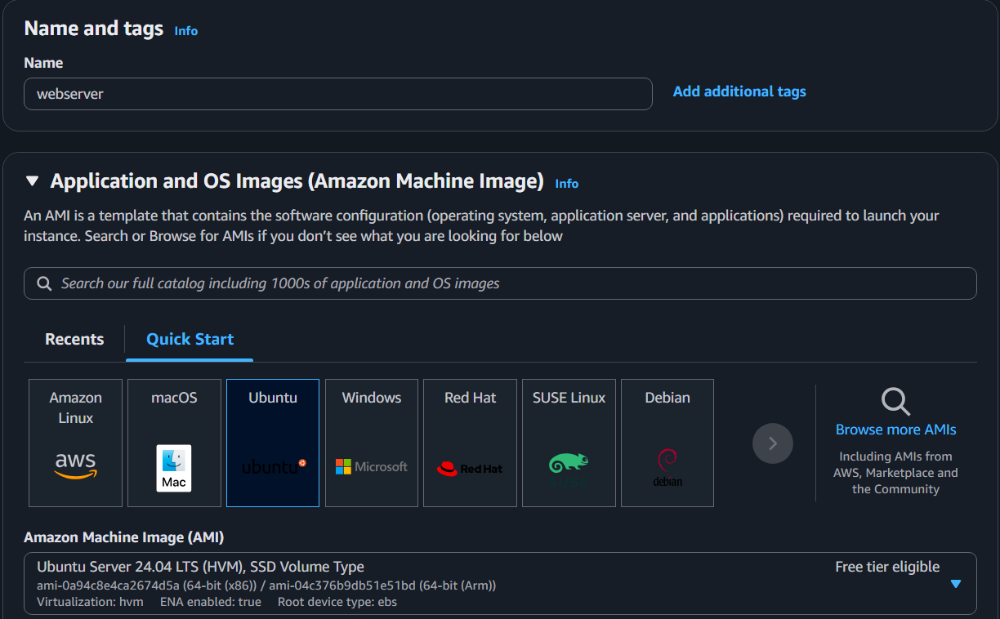 Name and tags Info
Name
webserver
Add additional tags
Application and OS Images (Amazon Machine Image) Info
An AMI is a template that contains the software configuration (operating system, application server, and applications) required to launch your
instance. Search or Browse for AMIs if you don’t see what you are looking for below
Search our full catalog including 1000s of application and OS images
Recents
Quick Start
Amazon
Linux
aws
macOS
Mac
Ubuntu
ubuntu
Windows
Microsoft
Red Hat
Red Hat
SUSE Linux
SUSE
Debian
debian
Browse more AMIs
Including AMIs from
AWS, Marketplace and
the Community
Amazon Machine Image (AMI)
Ubuntu Server 24.04 LTS (HVM), SSD Volume Type
Free tier eligible
ami-0a94c8e4ca2674d5a (64-bit (x86)) / ami-04c376b9db51e51bd (64-bit (Arm))
Virtualization: hvm ENA enabled: true Root device type: ebs